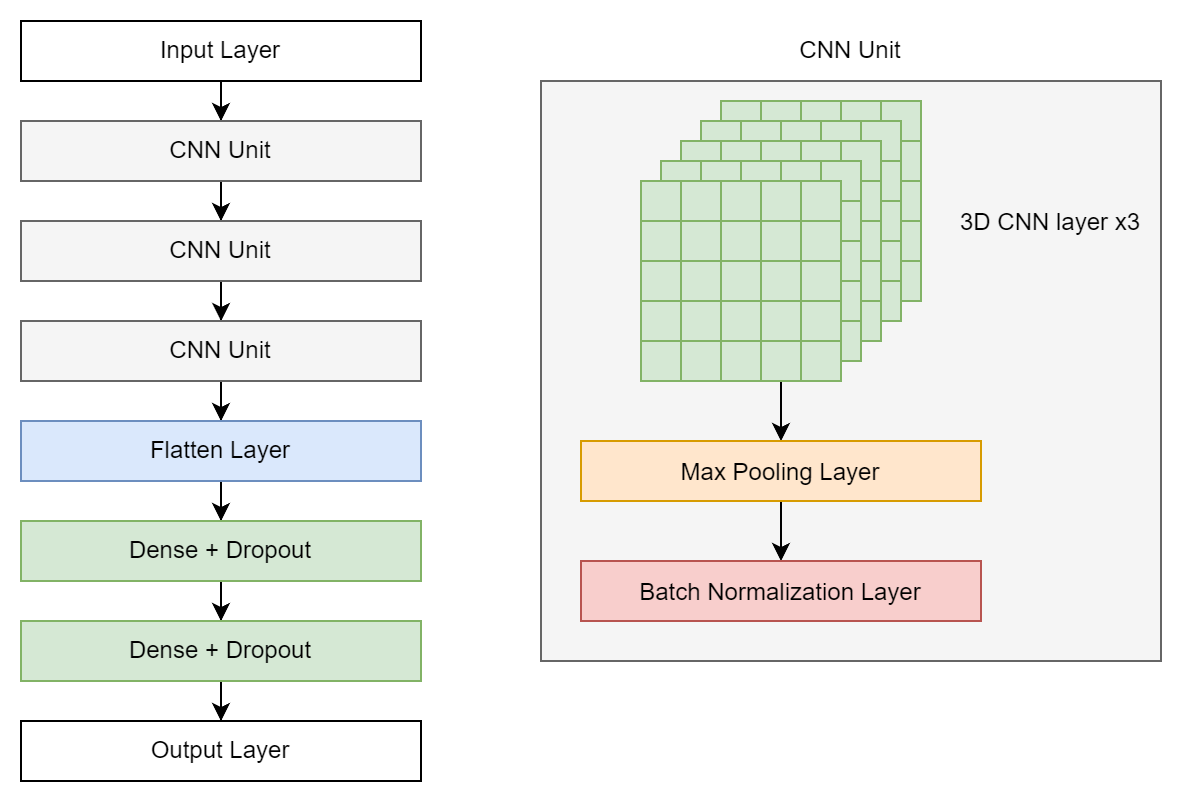 Input Layer
CNN Unit
CNN Unit
CNN Unit
Flatten Layer
Dense + Dropout
Dense + Dropout
Output Layer
CNN Unit
3D CNN layer x3
Max Pooling Layer
Batch Normalization Layer